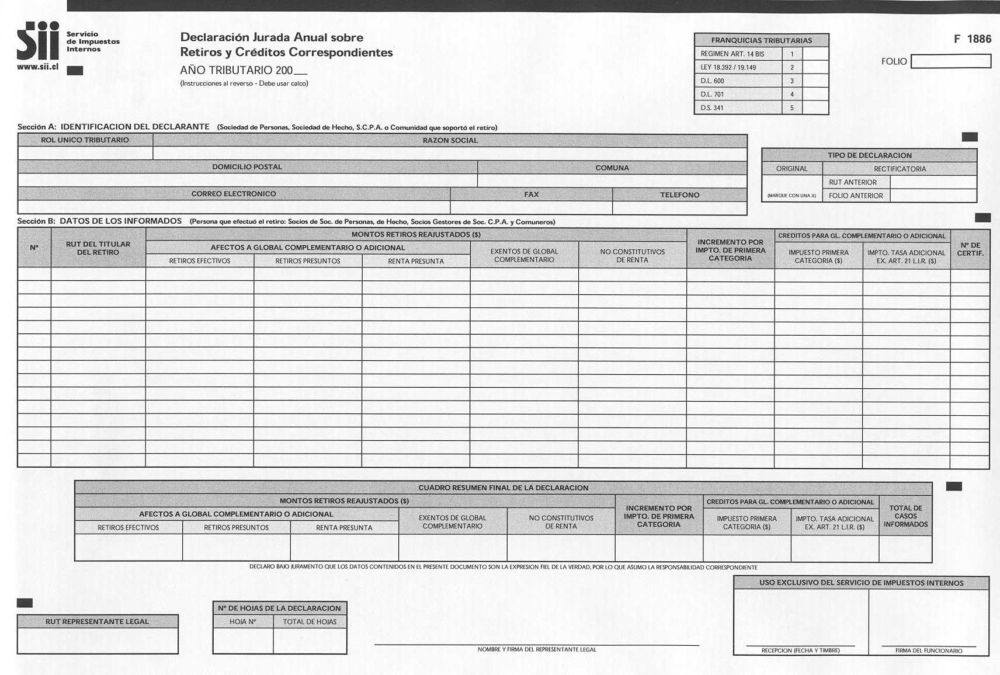 Sii
Servicio
de Impuestos
Internos
www.sii.cl
Declaración Jurada Anual sobre
Retiros y Créditos Correspondientes
AÑO TRIBUTARIO 200__
(Instrucciones al reverso - Debe usar calco)
FRANQUICIAS TRIBUTARIAS
REGIMEN ART. 14 BIS 1
LEY 18.392 / 19.149 2
D.L. 600 3
D.L. 701 4
D.S. 341 5
F 1886
FOLIO
Sección A: IDENTIFICACION DEL DECLARANTE (Sociedad de Personas, Sociedad de Hecho, S.C.P.A. o Comunidad que soportó el retiro)
ROL UNICO TRIBUTARIO RAZON SOCIAL
DOMICILIO POSTAL COMUNA
CORREO ELECTRONICO FAX TELEFONO
TIPO DE DECLARACION
ORIGINAL RECTIFICATORIA
RUT ANTERIOR
(MARQUE CON UNA X) FOLIO ANTERIOR
Sección B: DATOS DE LOS INFORMADOS (Persona que efectuó el retiro: Socios de Soc. de Personas, de Hecho, Socios Gestores de Soc. C.P.A. y Comuneros)
Nº
RUT DEL TITULAR
DEL RETIRO
MONTOS RETIROS REAJUSTADOS ($)
AFECTOS A GLOBAL COMPLEMENTARIO O ADICIONAL
RETIROS EFECTIVOS RETIROS PRESUNTOS RENTA PRESUNTA
EXENTOS DE GLOBAL
COMPLEMENTARIO
NO CONSTITUTIVOS
DE RENTA
INCREMENTO POR
IMPTO. DE PRIMERA
CATEGORIA
CREDITOS PARA GL. COMPLEMENTARIO O ADICIONAL
IMPUESTO PRIMERA
CATEGORIA ($)
IMPTO. TASA ADICIONAL
EX. ART. 21 L.I.R. ($)
Nº DE
CERTIF.
CUADRO RESUMEN FINAL DE LA DECLARACION
MONTOS RETIROS REAJUSTADOS ($)
AFECTOS A GLOBAL COMPLEMENTARIO O ADICIONAL
RETIROS EFECTIVOS RETIROS PRESUNTOS RENTA PRESUNTA
EXENTOS DE GLOBAL
COMPLEMENTARIO
NO CONSTITUTIVOS
DE RENTA
INCREMENTO POR
IMPTO. DE PRIMERA
CATEGORIA
CREDITOS PARA GL. COMPLEMENTARIO O ADICIONAL
IMPUESTO PRIMERA
CATEGORIA ($)
IMPTO. TASA ADICIONAL
EX. ART. 21 L.I.R. ($)
TOTAL DE
CASOS
INFORMADOS
DECLARO BAJO JURAMENTO QUE LOS DATOS CONTENIDOS EN EL PRESENTE DOCUMENTO SON LA EXPRESION FIEL DE LA VERDAD, POR LO QUE ASUMO LA RESPONSABILIDAD CORRESPONDIENTE
RUT REPRESENTANTE LEGAL
Nº DE HOJAS DE LA DECLARACION
HOJA Nº TOTAL DE HOJAS
NOMBRE Y FIRMA DEL REPRESENTANTE LEGAL
USO EXCLUSIVO DEL SERVICIO DE IMPUESTOS INTERNOS
RECEPCION (FECHA Y TIMBRE) FIRMA DEL FUNCIONARIO